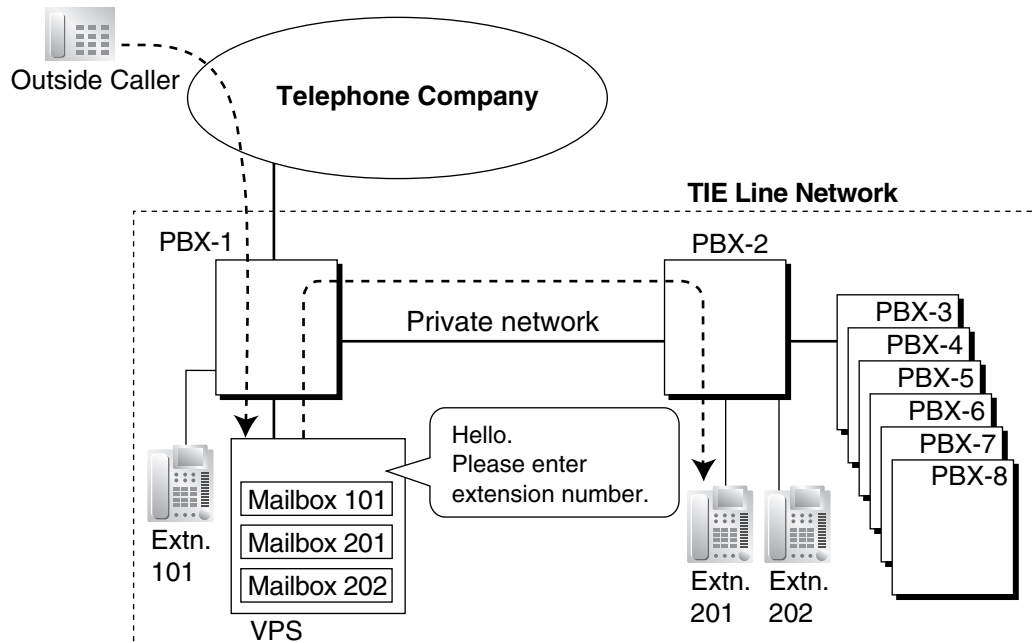 Outside Caller
Telephone Company
TIE Line Network
PBX-1
PBX-2
Private network
PBX-3
PBX-4
PBX-5
PBX-6
PBX-7
PBX-8
Hello.
Please enter
extension number.
Mailbox 101
Mailbox 201
Mailbox 202
VPS
Extn.
101
Extn.
201
Extn.
202